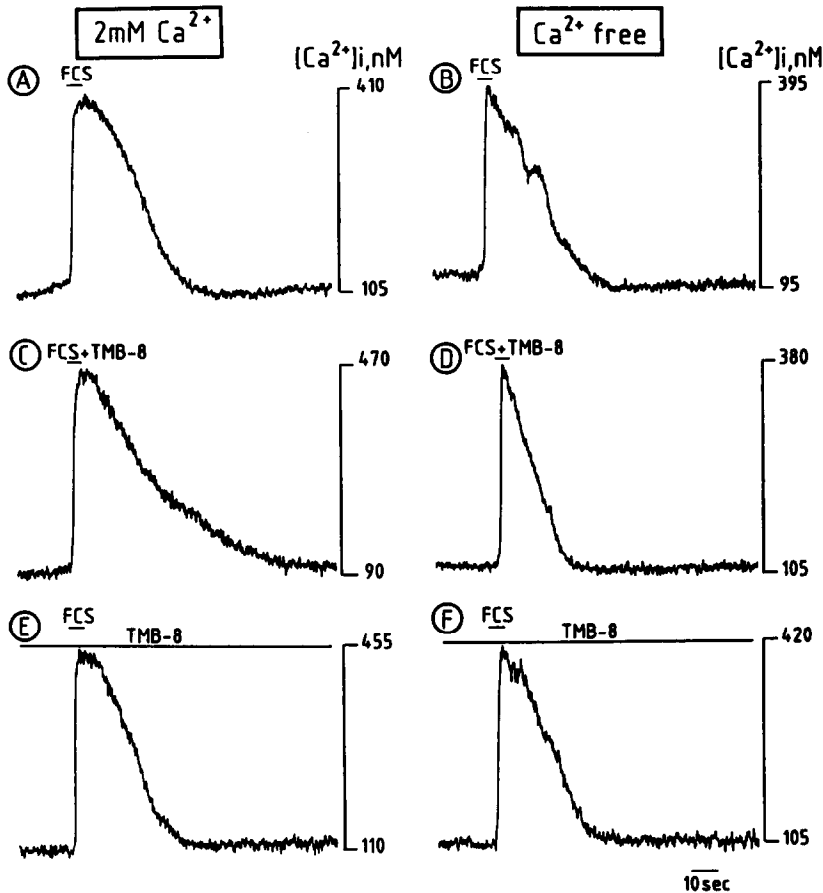 2mM Ca²⁺
Ca²⁺ free
A
FCS
[Ca²⁺]i,nM
410
105
B
FCS
[Ca²⁺]i,nM
395
95
C
FCS+TMB-8
470
90
D
FCS+TMB-8
380
105
E
FCS
TMB-8
455
110
F
FCS
TMB-8
420
105
10sec